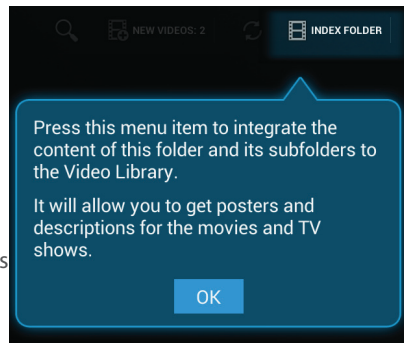 NEW VIDEOS: 2 INDEX FOLDER
Press this menu item to integrate the
content of this folder and its subfolders to
the Video Library.
It will allow you to get posters and
descriptions for the movies and TV
shows.
s
OK